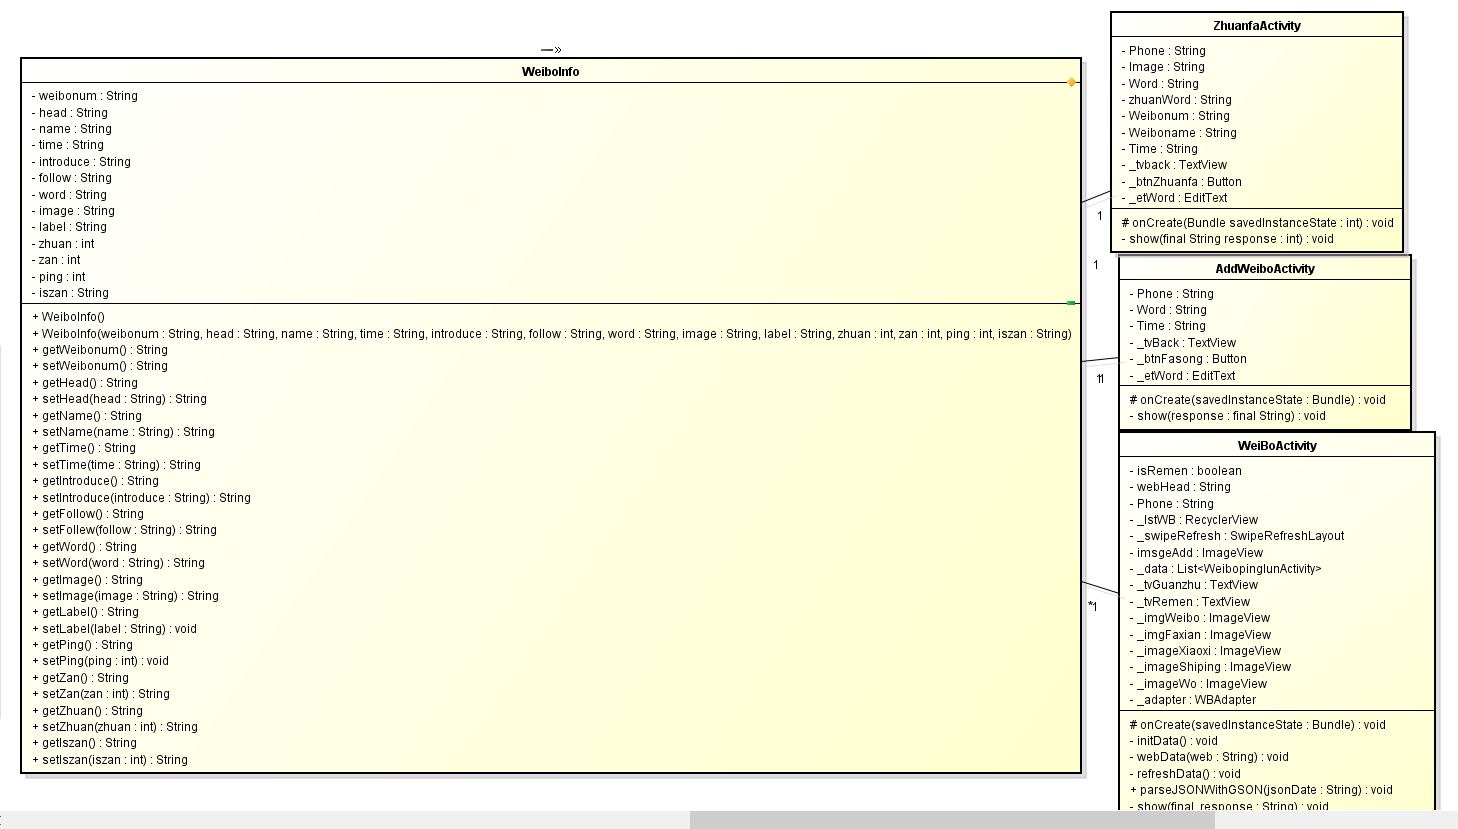 WeiboInfo
- weibonum : String
- head : String
- name : String
- time : String
- introduce : String
- follow : String
- word : String
- image : String
- label : String
- zhuan : int
- zan : int
- ping : int
- iszan : String
+ WeiboInfo()
+ WeiboInfo(weibonum : String, head : String, name : String, time : String, introduce : String, follow : String, word : String, image : String, label : String, zhuan : int, zan : int, ping : int, iszan : String)
+ getWeibonum() : String
+ setWeibonum() : String
+ getHead() : String
+ setHead(head : String) : String
+ getName() : String
+ setName(name : String) : String
+ getTime() : String
+ setTime(time : String) : String
+ getIntroduce() : String
+ setIntroduce(introduce : String) : String
+ getFollow() : String
+ setFollew(follow : String) : String
+ getWord() : String
+ setWord(word : String) : String
+ getImage() : String
+ setImage(image : String) : String
+ getLabel() : String
+ setLabel(label : String) : void
+ getPing() : String
+ setPing(ping : int) : void
+ getZan() : String
+ setZan(zan : int) : String
+ getZhuan() : String
+ setZhuan(zhuan : int) : String
+ getIszan() : String
+ setIszan(iszan : int) : String
1
1
11
*1
ZhuanfaActivity
- Phone : String
- Image : String
- Word : String
- zhuanWord : String
- Weibonum : String
- Weiboname : String
- Time : String
- _tvback : TextView
- _btnZhuanfa : Button
- _etWord : EditText
# onCreate(Bundle savedInstanceState : int) : void
- show(final String response : int) : void
AddWeiboActivity
- Phone : String
- Word : String
- Time : String
- _tvBack : TextView
- _btnFasong : Button
- _etWord : EditText
# onCreate(savedInstanceState : Bundle) : void
- show(response : final String) : void
WeiBoActivity
- isRemen : boolean
- webHead : String
- Phone : String
- _lstWB : RecyclerView
- _swipeRefresh : SwipeRefreshLayout
- imsgeAdd : ImageView
- _data : List<WeibopinglunActivity>
- _tvGuanzhu : TextView
- _tvRemen : TextView
- _imgWeibo : ImageView
- _imgFaxian : ImageView
- _imageXiaoxi : ImageView
- _imageShiping : ImageView
- _imageWo : ImageView
- _adapter : WBAdapter
# onCreate(savedInstanceState : Bundle) : void
- initData() : void
- webData(web : String) : void
- refreshData() : void
+ parseJSONWithGSON(jsonDate : String) : void
- show(final response : String) : void